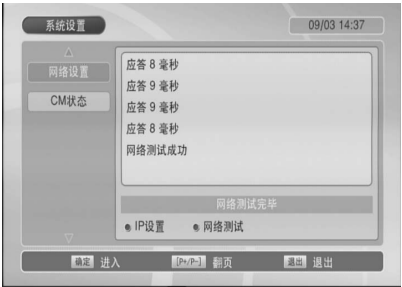 系统设置
09/03 14:37
网络设置
CM状态
应答 8 毫秒
应答 9 毫秒
应答 9 毫秒
应答 8 毫秒
网络测试成功
网络测试完毕
IP设置 网络测试
确定 进入 [P+/P-] 翻页 退出 退出